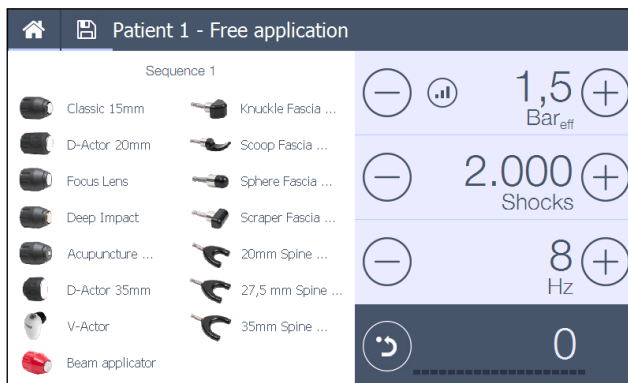 Patient 1 - Free application
Sequence 1
Classic 15mm
D-Actor 20mm
Focus Lens
Deep Impact
Acupuncture ...
D-Actor 35mm
V-Actor
Beam applicator
Knuckle Fascia ...
Scoop Fascia ...
Sphere Fascia ...
Scraper Fascia ...
20mm Spine ...
27,5 mm Spine ...
35mm Spine ...
1,5
Bareff
2.000
Shocks
8
Hz
0